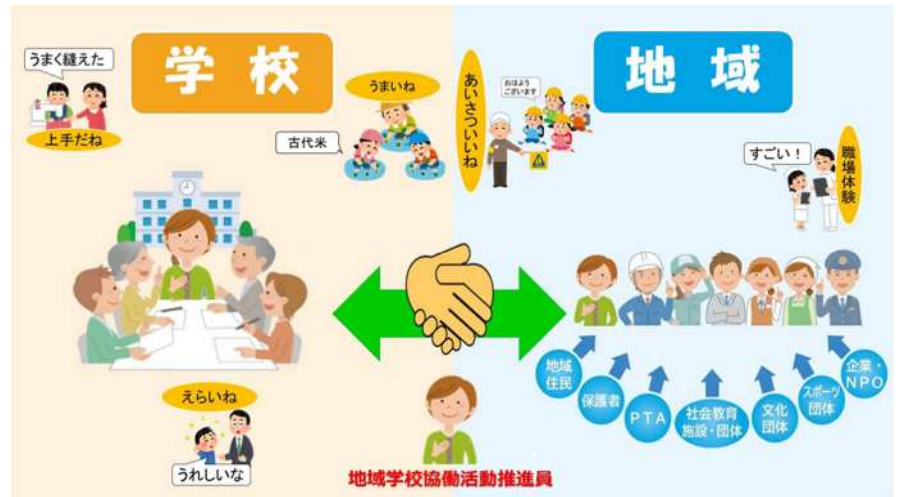 学校
うまく縫えた
上手だね
うまいね
古代米
あいさついいね
おはよう
ございます
地域
すごい！
職場体験
えらいね
うれしいな
地域
住民
保護者
PTA
社会教育
施設・団体
文化
団体
スポーツ
団体
企業・
NPO
地域学校協働活動推進員